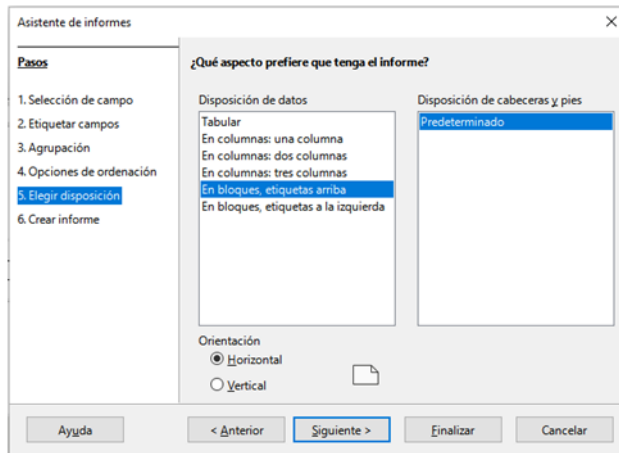 Asistente de informes
Pasos
1. Selección de campo
2. Etiquetar campos
3. Agrupación
4. Opciones de ordenación
5. Elegir disposición
6. Crear informe
¿Qué aspecto prefiere que tenga el informe?
Disposición de datos
Tabular
En columnas: una columna
En columnas: dos columnas
En columnas: tres columnas
En bloques, etiquetas arriba
En bloques, etiquetas a la izquierda
Disposición de cabeceras y pies
Predeterminado
Orientación
Horizontal
Vertical
Ayuda
< Anterior
Siguiente >
Finalizar
Cancelar